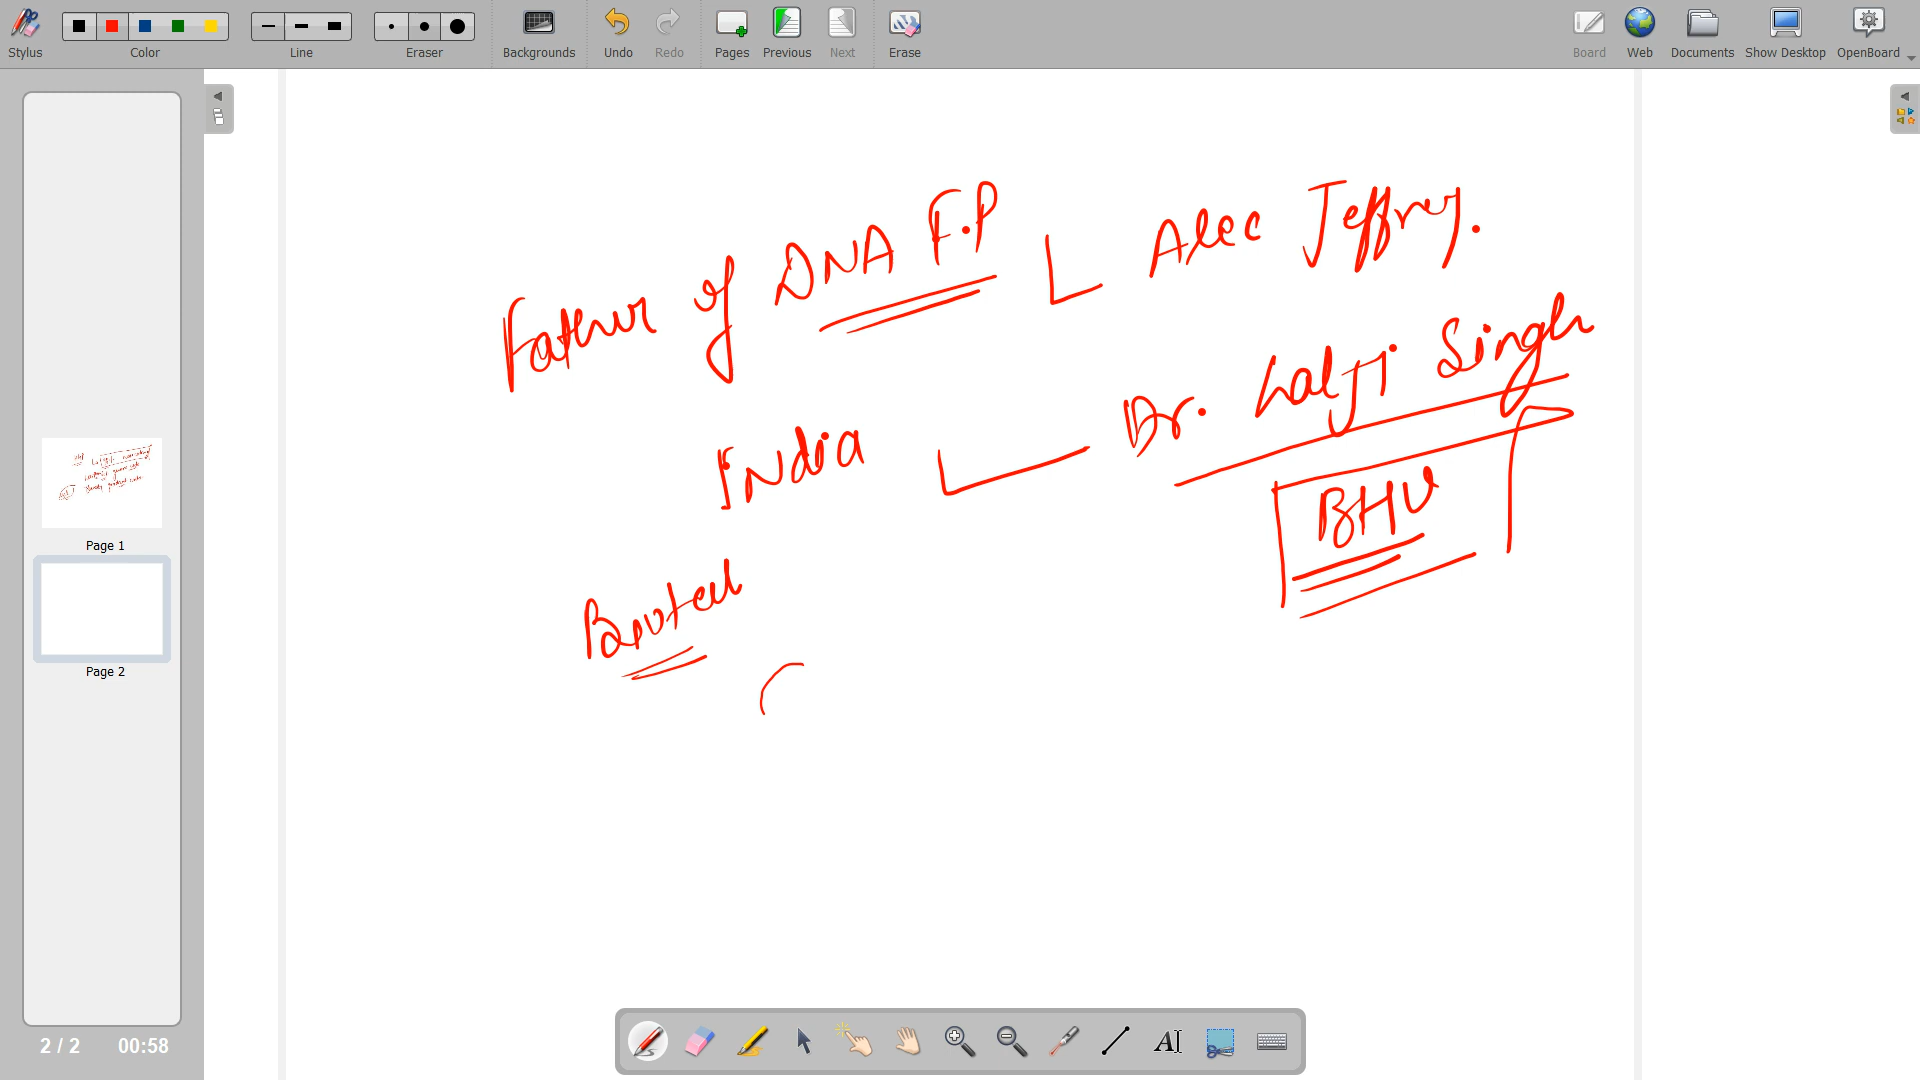 Stylus Color Line Eraser Backgrounds Undo Redo Pages Previous Next Erase Board Web Documents Show Desktop OpenBoard
Father of DNA F.P Alec Jeffrey.
India Dr. Lalji Singh
BHU
Page 1
Page 2
2 / 2 00:58